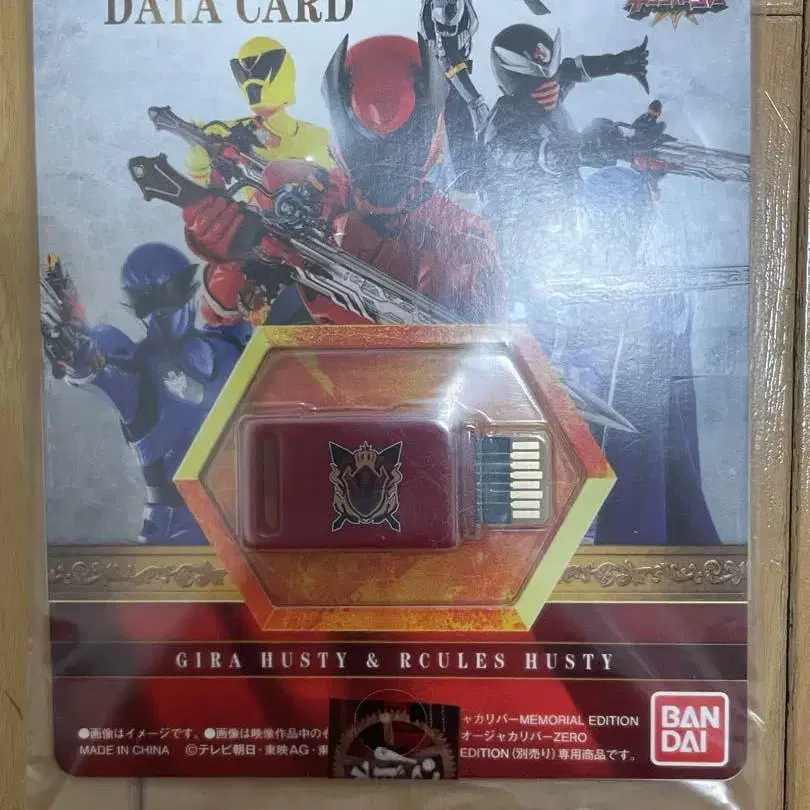 DATA CARD
GIRA HUSTY & RCULES HUSTY
●画像はイメージです。●画像は映像作品中のそ
ャカリバーMEMORIAL EDITION
MADE IN CHINA ©テレビ朝日・東映AG・東
オージャカリバーZERO
EDITION(別売り)専用商品です。
BAN
DAI